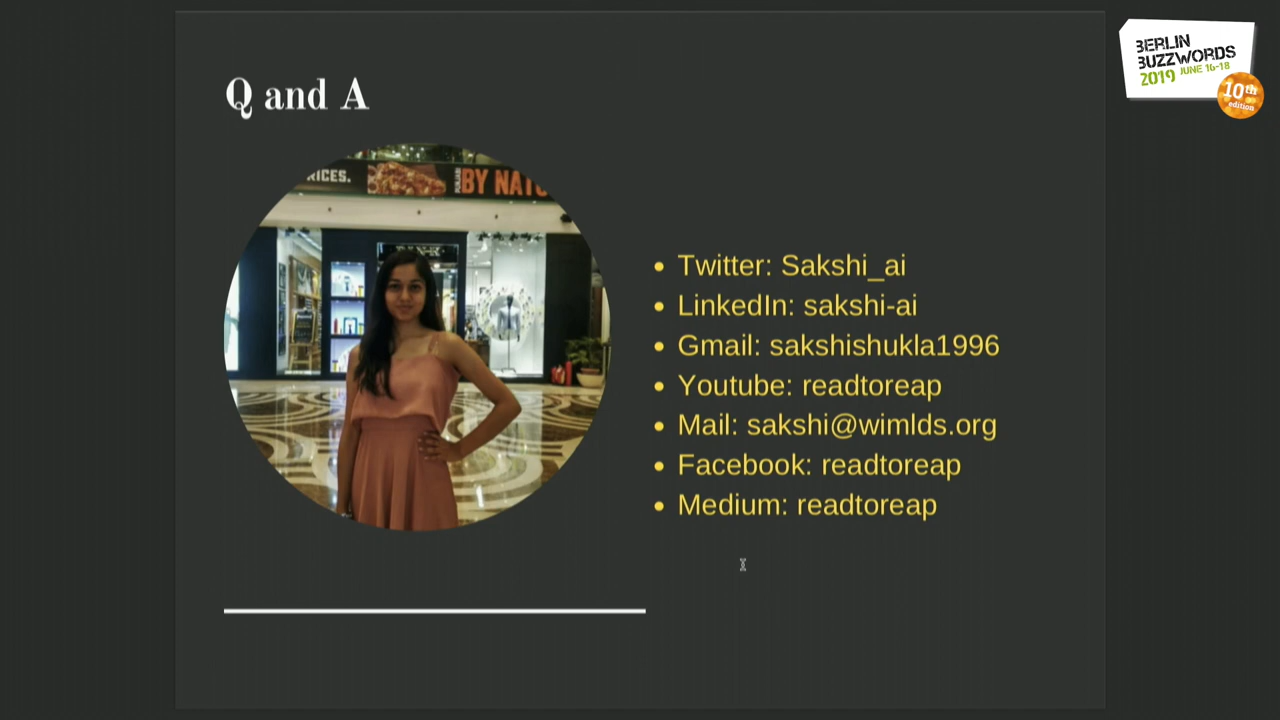 Q and A
RICES.
BY NATU
• Twitter: Sakshi_ai
• LinkedIn: sakshi-ai
• Gmail: sakshishukla1996
• Youtube: readtoreap
• Mail: sakshi@wimlds.org
• Facebook: readtoreap
• Medium: readtoreap
BERLIN
BUZZWORDS
2019 JUNE 16-18
10th
edition